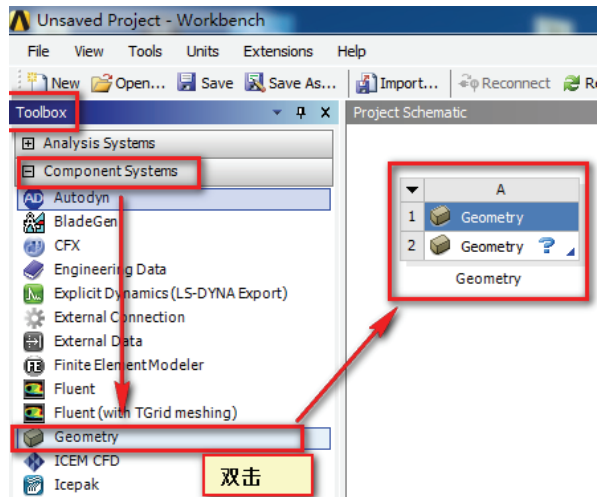 Unsaved Project - Workbench
File View Tools Units Extensions Help
New Open... Save Save As... Import... Reconnect
Toolbox
Project Schematic
Analysis Systems
Component Systems
Autodyn
BladeGen
CFX
Engineering Data
Explicit Dynamics (LS-DYNA Export)
External Connection
External Data
Finite Element Modeler
Fluent
Fluent (with TGrid meshing)
Geometry
ICEM CFD
Icepak
双击
A
1 Geometry
2 Geometry ?
Geometry